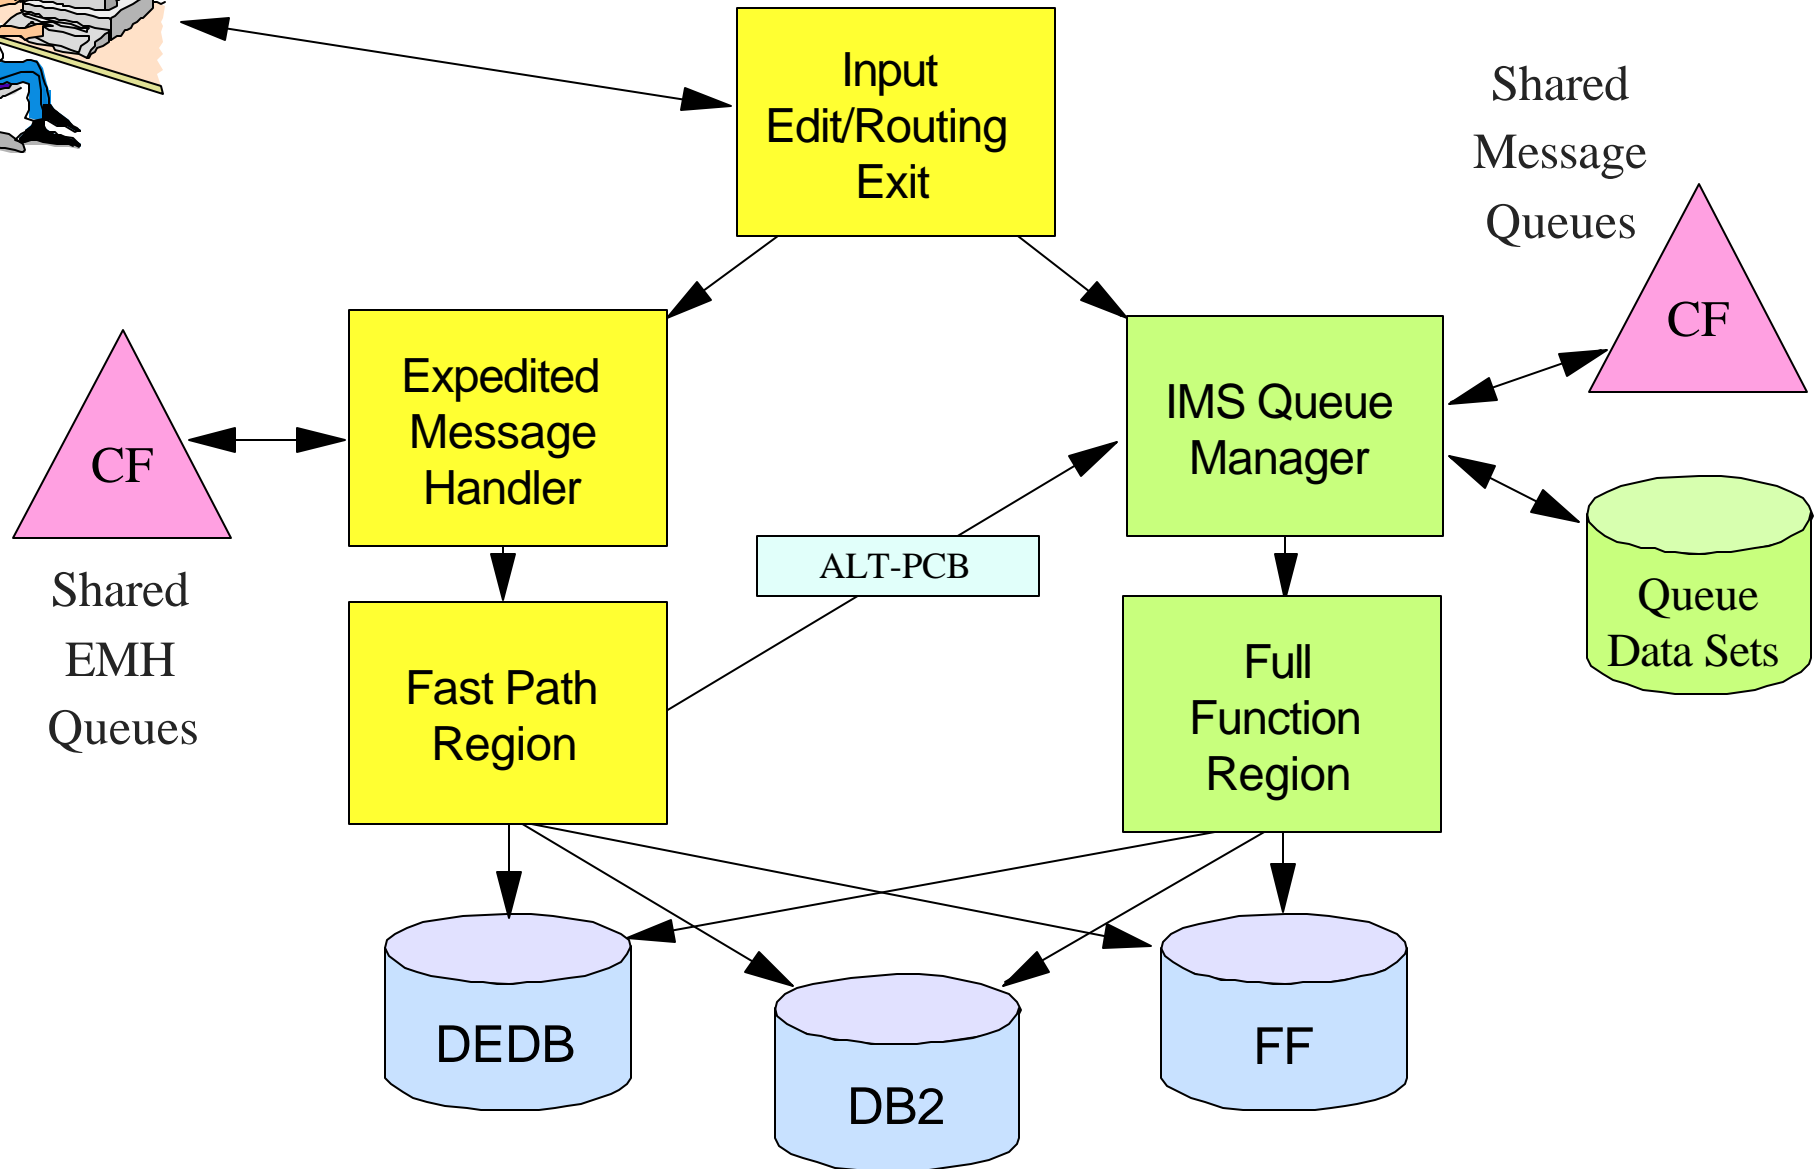 Input
Edit/Routing
Exit
Shared
Message
Queues
CF
Expedited
Message
Handler
IMS Queue
Manager
CF
Shared
EMH
Queues
ALT-PCB
Queue
Data Sets
Fast Path
Region
Full
Function
Region
DEDB
DB2
FF